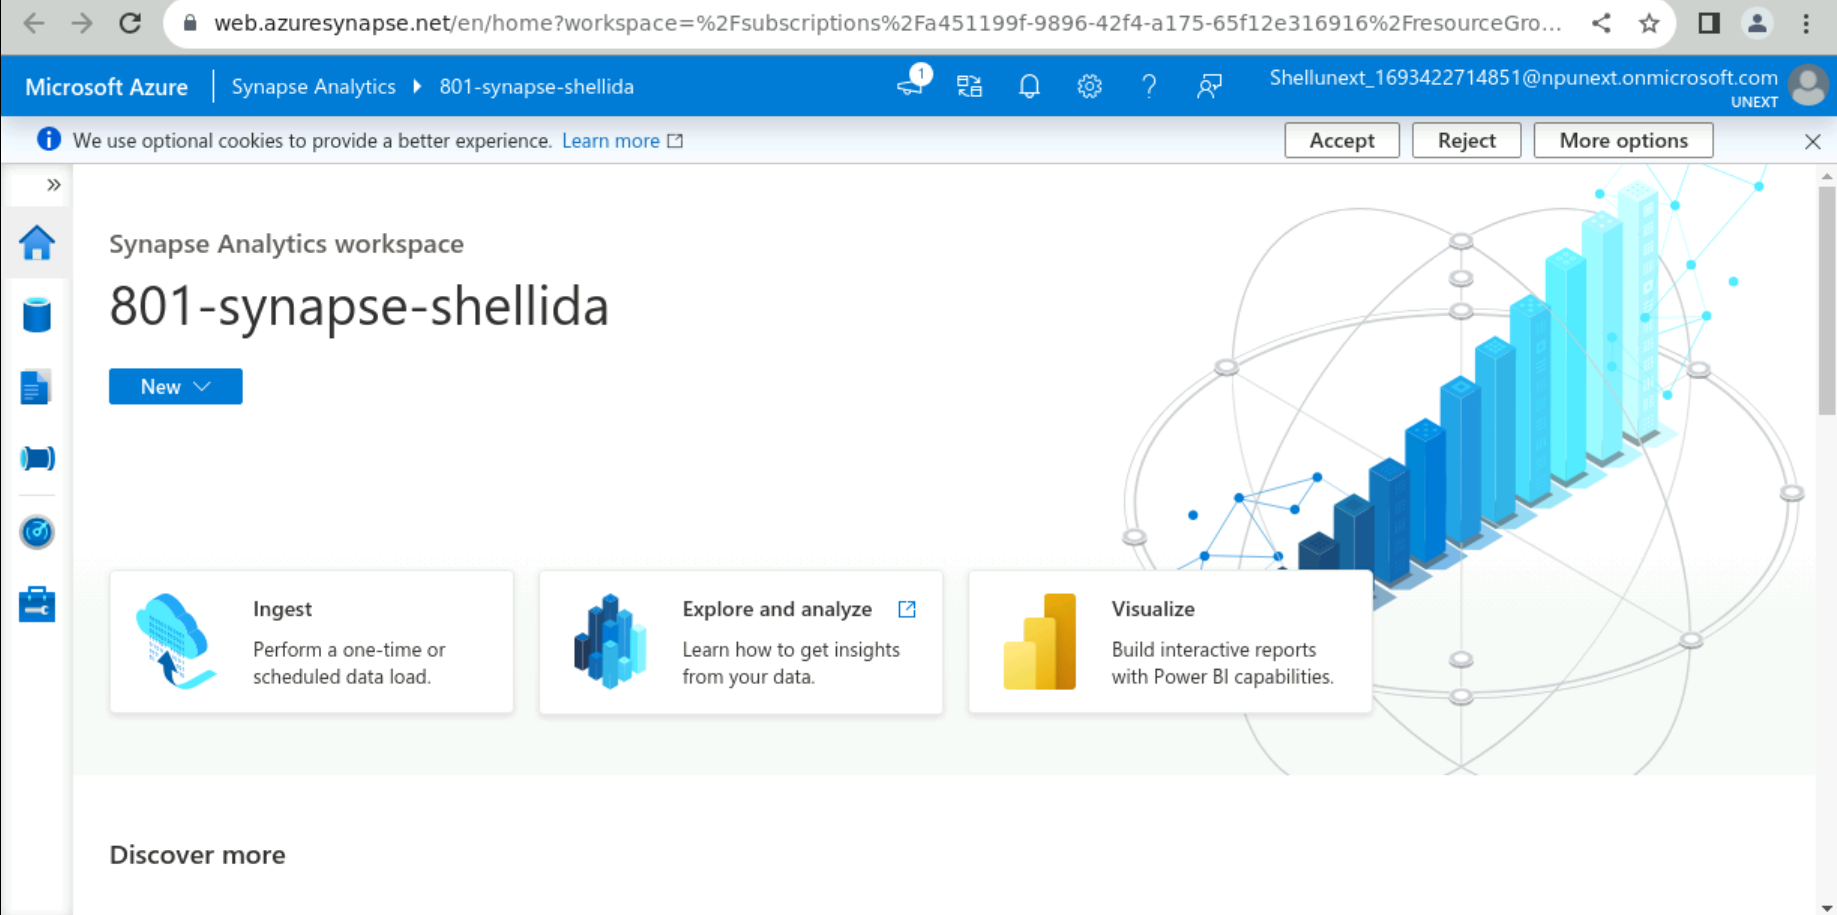 web.azuresynapse.net/en/home?workspace=%2Fsubscriptions%2Fa451199f-9896-42f4-a175-65f12e316916%2FresourceGro...
Microsoft Azure Synapse Analytics 801-synapse-shellida 1 Shellunext_1693422714851@npunext.onmicrosoft.com
UNEXT
We use optional cookies to provide a better experience. Learn more Accept Reject More options
Synapse Analytics workspace
801-synapse-shellida
New
Ingest
Perform a one-time or
scheduled data load.
Explore and analyze
Learn how to get insights
from your data.
Visualize
Build interactive reports
with Power BI capabilities.
Discover more